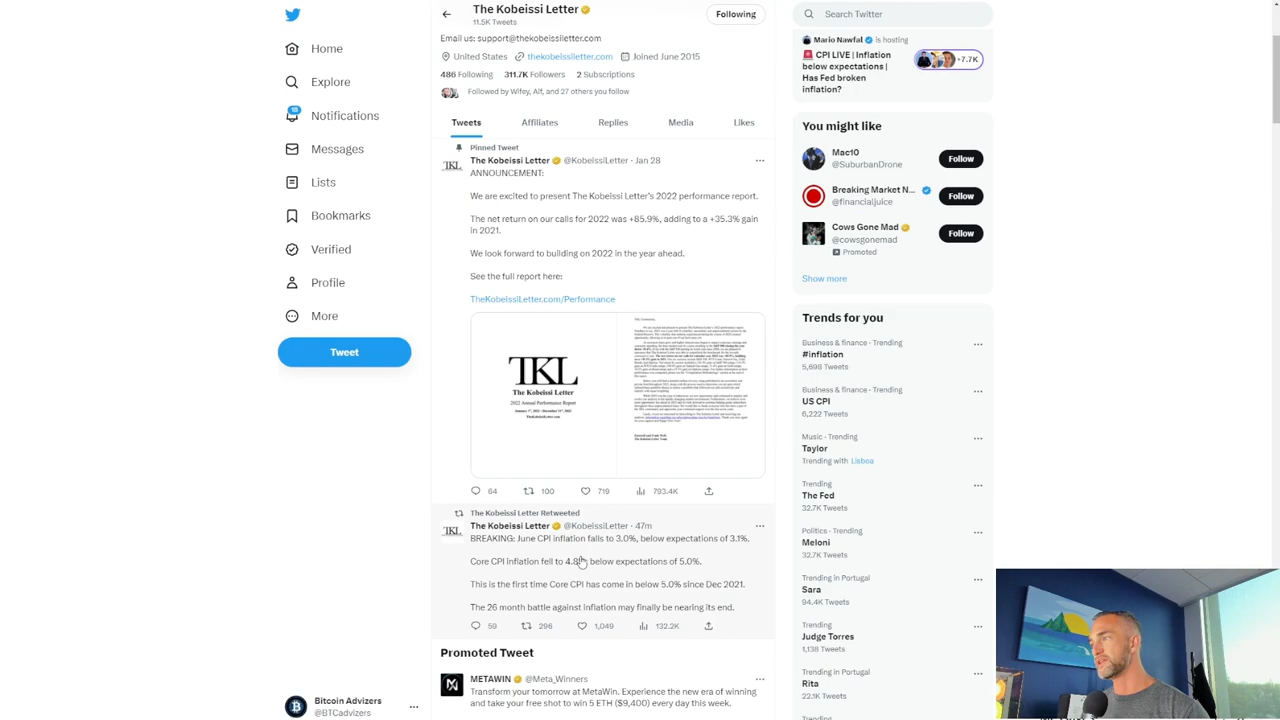 The Kobeissi Letter
11.5K Tweets
Following
Email us: support@thekobeissiletter.com
United States thekobeissiletter.com Joined June 2015
486 Following 311.7K Followers 2 Subscriptions
Followed by Wifey, Alf, and 27 others you follow
Tweets Affiliates Replies Media Likes
Pinned Tweet
The Kobeissi Letter @KobeissiLetter · Jan 28
ANNOUNCEMENT:
We are excited to present The Kobeissi Letter's 2022 performance report.
The net return on our calls for 2022 was +85.9%, adding to a +35.3% gain
in 2021.
We look forward to building on 2022 in the year ahead.
See the full report here:
TheKobeissiLetter.com/Performance
TKL
The Kobeissi Letter
2022 Annual Performance Report
64 100 719 793.4K
The Kobeissi Letter Retweeted
TKL
The Kobeissi Letter @KobeissiLetter · 47m
BREAKING: June CPI inflation falls to 3.0%, below expectations of 3.1%.
Core CPI inflation fell to 4.8% below expectations of 5.0%.
This is the first time Core CPI has come in below 5.0% since Dec 2021.
The 26 month battle against inflation may finally be nearing its end.
59 296 1,049 132.2K
Promoted Tweet
METAWIN @Meta_Winners
Transform your tomorrow at MetaWin. Experience the new era of winning
and take your free shot to win 5 ETH ($9,400) every day this week.
Home
Explore
18
Notifications
Messages
Lists
Bookmarks
Verified
Profile
More
Tweet
Bitcoin Advizers
@BTCadvizers
Search Twitter
Mario Nawfal is hosting
CPI LIVE | Inflation
below expectations |
Has Fed broken
inflation?
+7.7K
You might like
Mac10
@SuburbanDrone
Follow
Breaking Market N...
@financialjuice
Follow
Cows Gone Mad
@cowsgonemad
Promoted
Follow
Show more
Trends for you
Business & finance · Trending
#inflation
5,698 Tweets
Business & finance · Trending
US CPI
6,222 Tweets
Music · Trending
Taylor
Trending with Lisboa
Trending
The Fed
32.7K Tweets
Politics · Trending
Meloni
32.7K Tweets
Trending in Portugal
Sara
94.4K Tweets
Trending
Judge Torres
1,138 Tweets
Trending in Portugal
Rita
22.1K Tweets
Trending